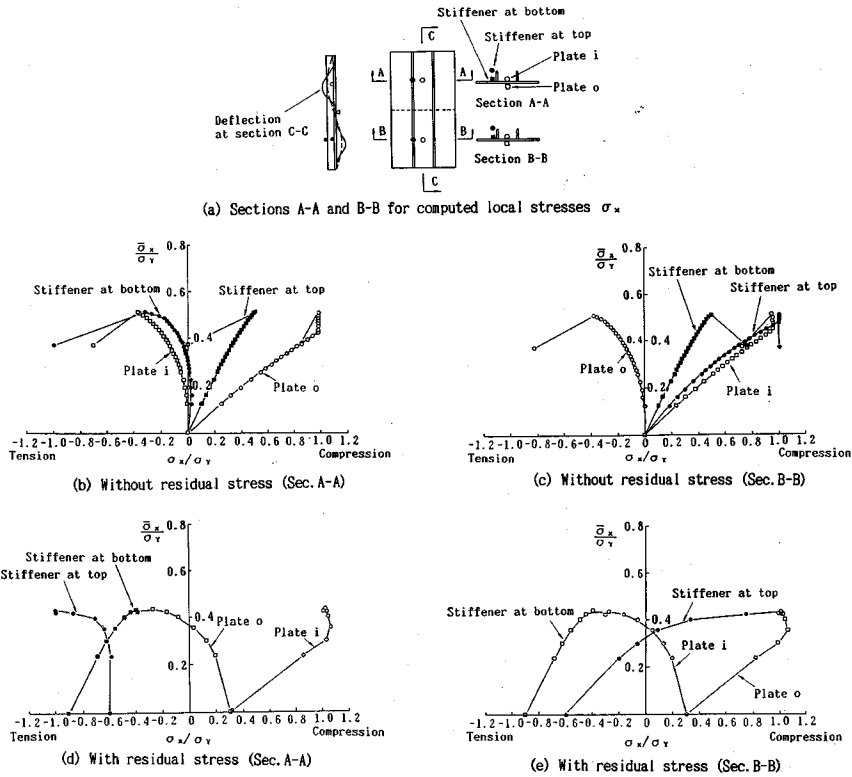 Stiffener at bottom
C
Stiffener at top
Plate i
A
A
Plate o
Section A-A
Deflection
at section C-C
B
B
Section B-B
C
(a) Sections A-A and B-B for computed local stresses σx
σ̄x/σY
0.8
Stiffener at bottom
Stiffener at top
0.4
Plate i
Plate o
0.2
-1.2 -1.0 -0.8 -0.6 -0.4 -0.2 0 0.2 0.4 0.6 0.8 1.0 1.2
Tension
σx/σY
Compression
(b) Without residual stress (Sec. A-A)
σ̄x/σY
0.8
Stiffener at bottom
Stiffener at top
0.4
Plate o
Plate i
0.2
-1.2 -1.0 -0.8 -0.6 -0.4 -0.2 0 0.2 0.4 0.6 0.8 1.0 1.2
Tension
σx/σY
Compression
(c) Without residual stress (Sec. B-B)
σ̄x/σY
0.8
Stiffener at bottom
Stiffener at top
0.4
Plate o
Plate i
0.2
-1.2 -1.0 -0.8 -0.6 -0.4 -0.2 0 0.2 0.4 0.6 0.8 1.0 1.2
Tension
σx/σY
Compression
(d) With residual stress (Sec. A-A)
σ̄x/σY
0.8
Stiffener at bottom
Stiffener at top
0.4
Plate i
0.2
Plate o
-1.2 -1.0 -0.8 -0.6 -0.4 -0.2 0 0.2 0.4 0.6 0.8 1.0 1.2
Tension
σx/σY
Compression
(e) With residual stress (Sec. B-B)